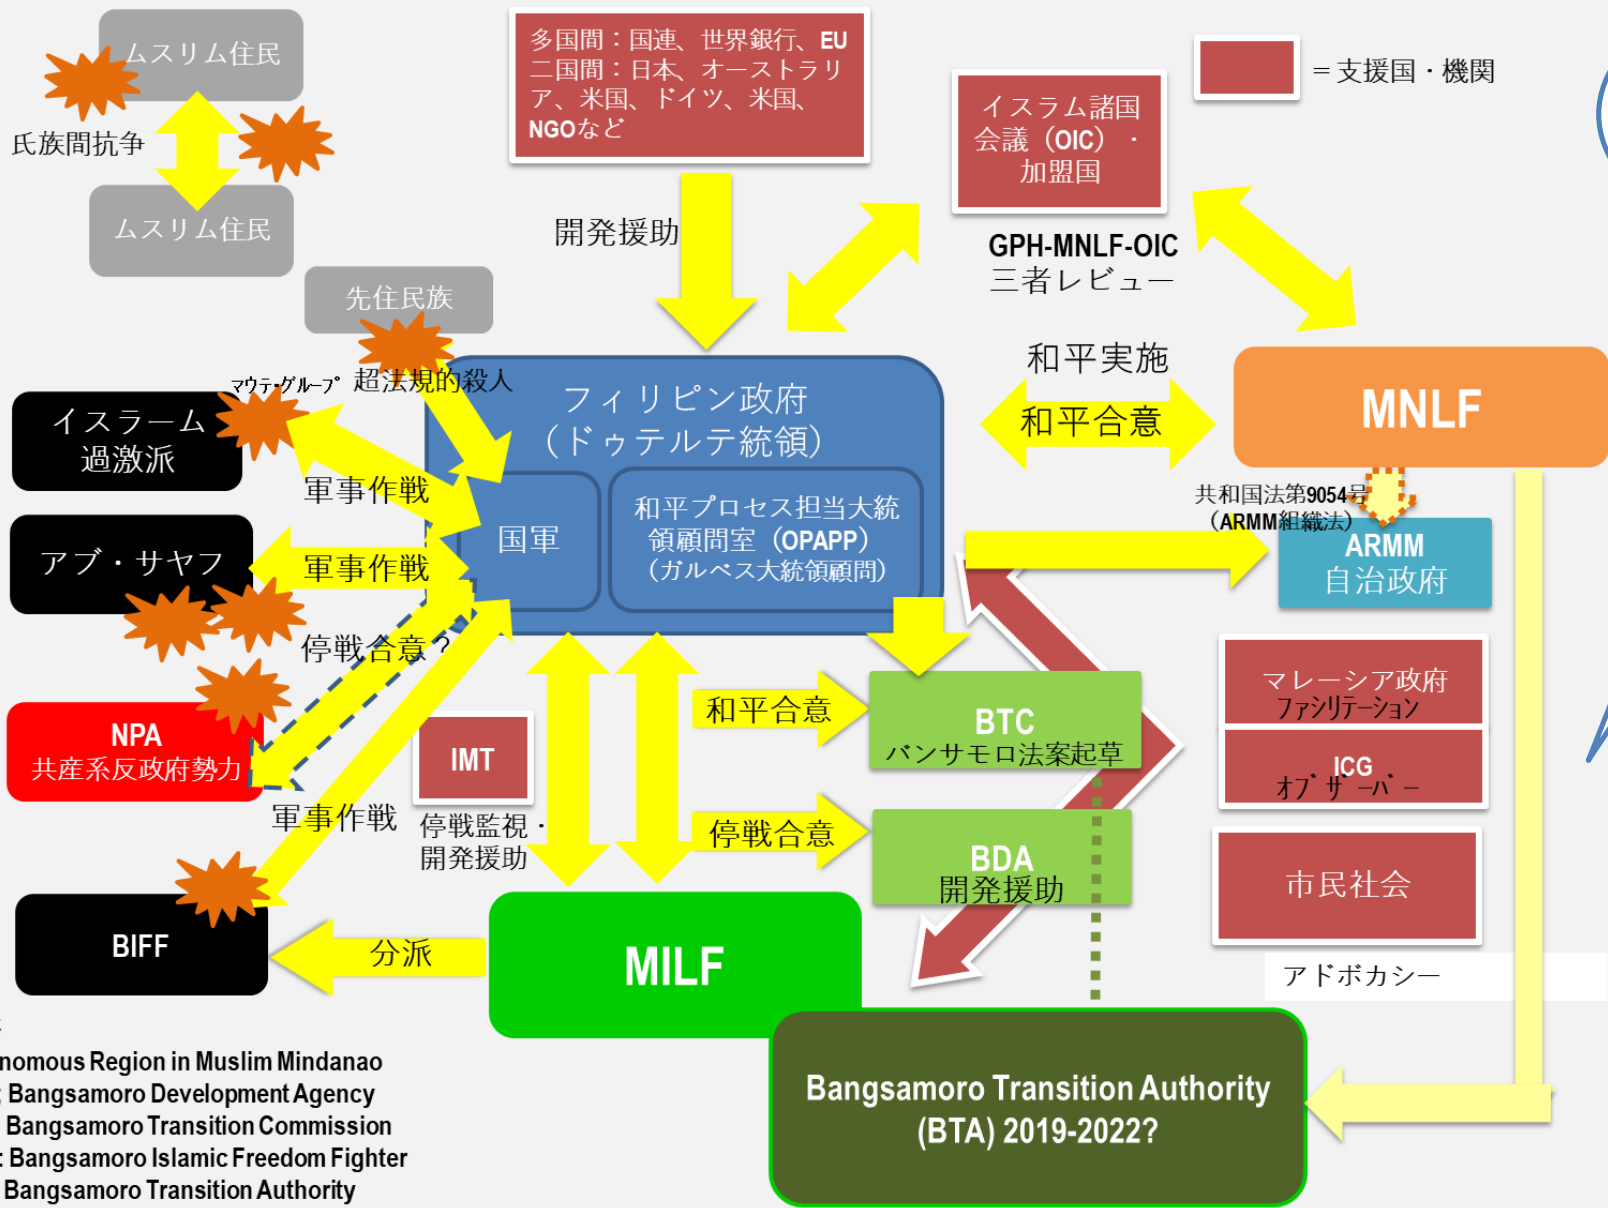 ムスリム住民
氏族間抗争
ムスリム住民
多国間：国連、世界銀行、EU
二国間：日本、オーストラリ
ア、米国、ドイツ、米国、
NGOなど
開発援助
イスラム諸国
会議（OIC）・
加盟国
＝支援国・機関
GPH-MNLF-OIC
三者レビュー
先住民族
超法規的殺人
マウテ・グループ
イスラーム
過激派
軍事作戦
アブ・サヤフ
軍事作戦
停戦合意？
NPA
共産系反政府勢力
軍事作戦
BIFF
分派
フィリピン政府
（ドゥテルテ統領）
国軍
和平プロセス担当大統
領顧問室（OPAPP）
（ガルベス大統領顧問）
和平実施
和平合意
MNLF
共和国法第9054号
（ARMM組織法）
ARMM
自治政府
IMT
停戦監視・
開発援助
和平合意
停戦合意
BTC
バンサモロ法案起草
BDA
開発援助
マレーシア政府
ファシリテーション
ICG
オブザーバー
市民社会
アドボカシー
MILF
Bangsamoro Transition Authority
(BTA) 2019-2022?
nomous Region in Muslim Mindanao
; Bangsamoro Development Agency
Bangsamoro Transition Commission
: Bangsamoro Islamic Freedom Fighter
Bangsamoro Transition Authority